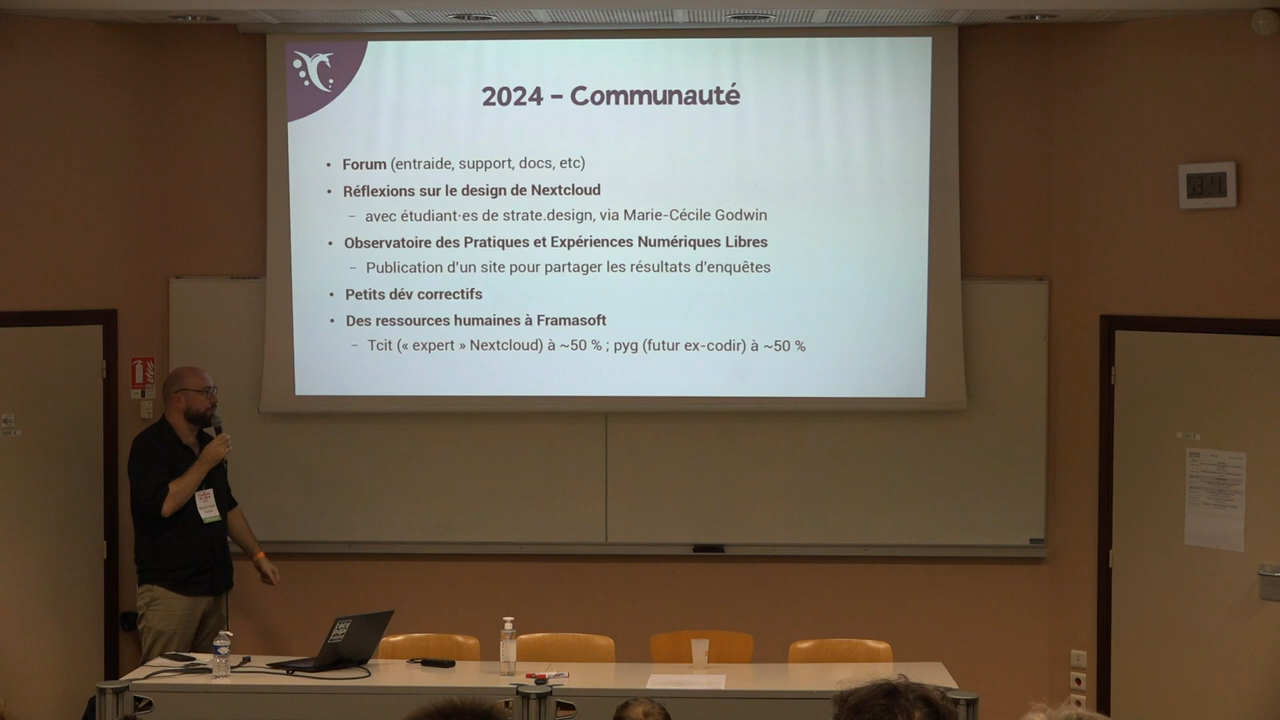 2024 – Communauté
• Forum (entraide, support, docs, etc)
• Réflexions sur le design de Nextcloud
– avec étudiant·es de strate.design, via Marie-Cécile Godwin
• Observatoire des Pratiques et Expériences Numériques Libres
– Publication d'un site pour partager les résultats d'enquêtes
• Petits dév correctifs
• Des ressources humaines à Framasoft
– Tcit (« expert » Nextcloud) à ~50 % ; pyg (futur ex-codir) à ~50 %